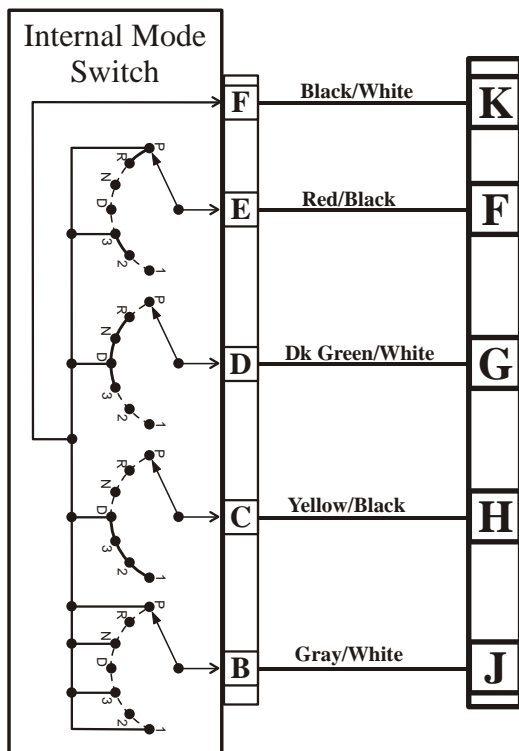 Internal Mode
Switch
F
Black/White
K
P
R
N
D
3
2
1
E
Red/Black
F
P
R
N
D
3
2
1
D
Dk Green/White
G
P
R
N
D
3
2
1
C
Yellow/Black
H
P
R
N
D
3
2
1
B
Gray/White
J